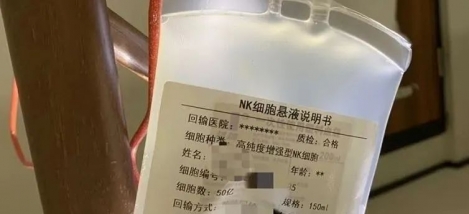 NK细胞悬液说明书
回输医院：******** 质检：合格
细胞种类 高纯度增强型NK细胞
姓名： 年龄：**
细胞编号 5
细胞数：50亿 规格：150ml
回输方式